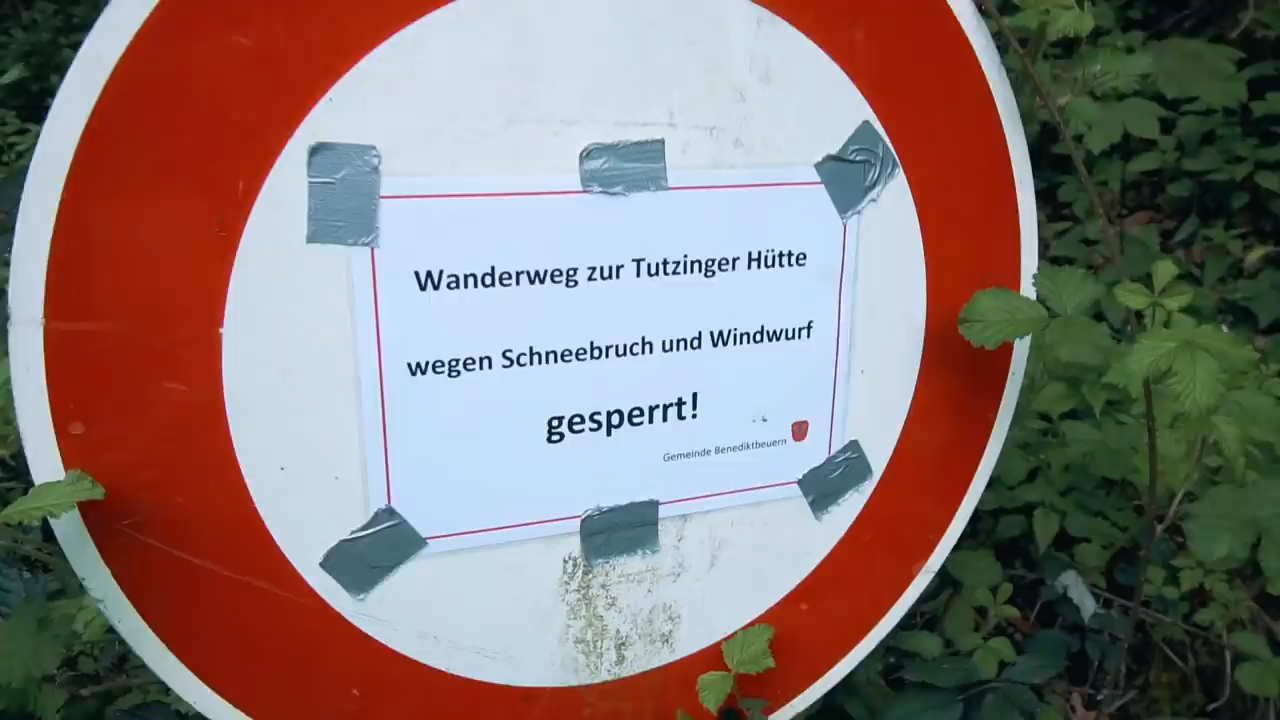 Wanderweg zur Tutzinger Hütte
wegen Schneebruch und Windwurf
gesperrt!
Gemeinde Benediktbeuern